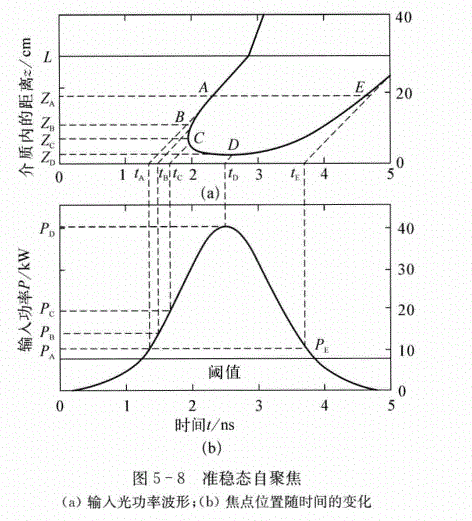 介质内的距离z/cm
L
Z_A
Z_B
Z_C
Z_D
A
B
C
D
E
40
20
0
0 1 t_A t_B t_C 2 t_D 3 t_E 4 5
(a)
输入功率P/kW
P_D
P_C
P_B
P_A
P_E
阈值
40
30
20
10
0
0 1 2 3 4 5
时间t/ns
(b)
图 5-8 准稳态自聚焦
(a) 输入光功率波形;(b) 焦点位置随时间的变化